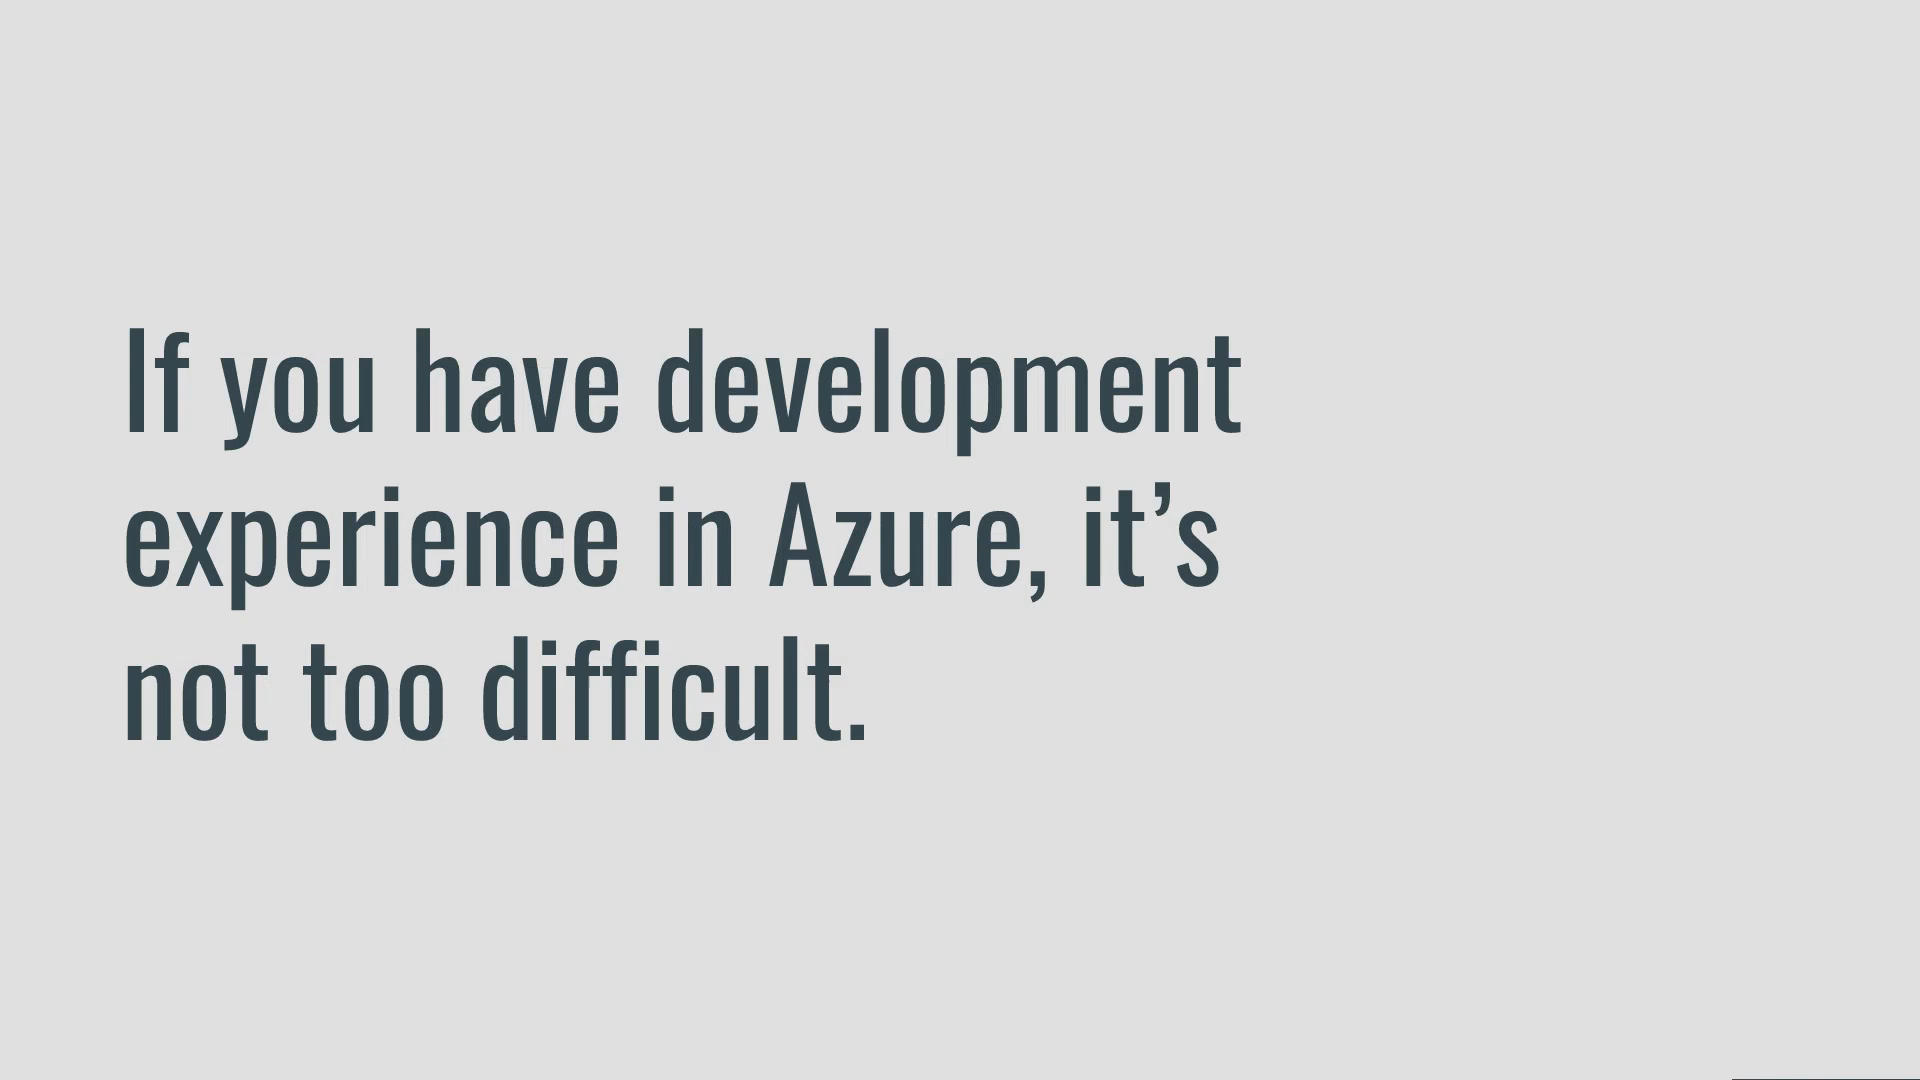 If you have development
experience in Azure, it’s
not too difficult.